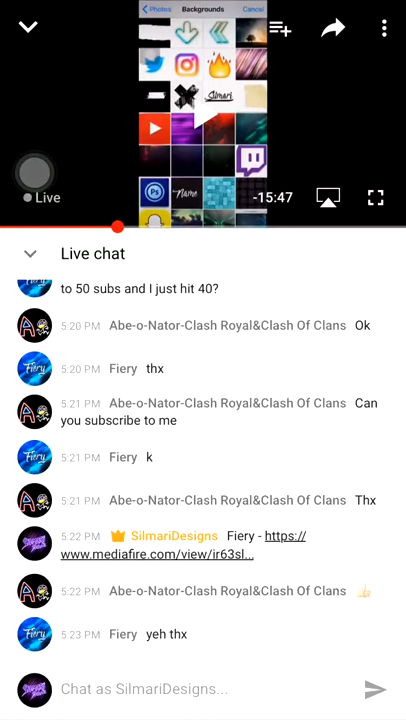 Photos
Backgrounds
Cancel
Silmari
Name
Ps
Live
-15:47
Live chat
to 50 subs and I just hit 40?
5:20 PM Abe-o-Nator-Clash Royal&Clash Of Clans Ok
5:20 PM Fiery thx
5:21 PM Abe-o-Nator-Clash Royal&Clash Of Clans Can
you subscribe to me
5:21 PM Fiery k
5:21 PM Abe-o-Nator-Clash Royal&Clash Of Clans Thx
5:22 PM SilmariDesigns Fiery - https://
www.mediafire.com/view/ir63sl...
5:22 PM Abe-o-Nator-Clash Royal&Clash Of Clans 👍🏻
5:23 PM Fiery yeh thx
Chat as SilmariDesigns...